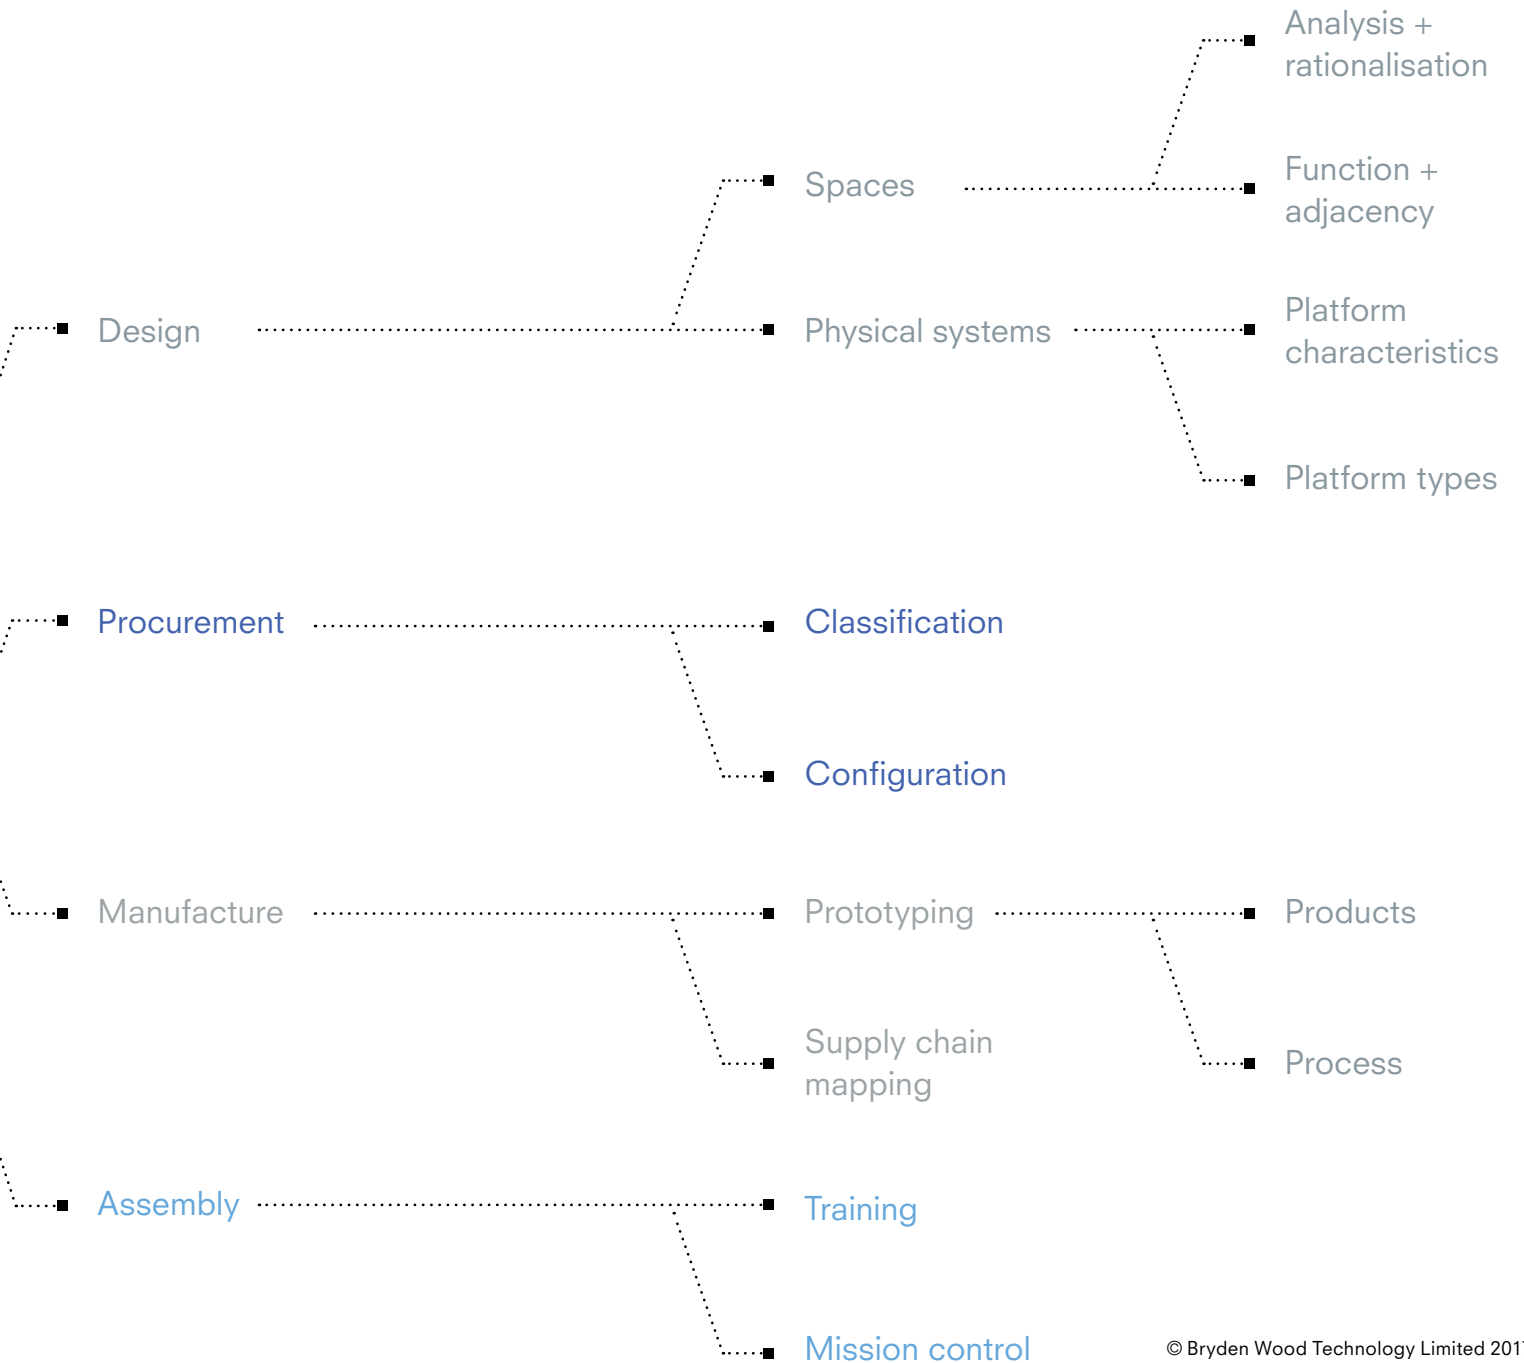 Analysis +
rationalisation
Spaces
Function +
adjacency
Design
Physical systems
Platform
characteristics
Platform types
Procurement
Classification
Configuration
Manufacture
Prototyping
Products
Supply chain
mapping
Process
Assembly
Training
Mission control
© Bryden Wood Technology Limited 2017